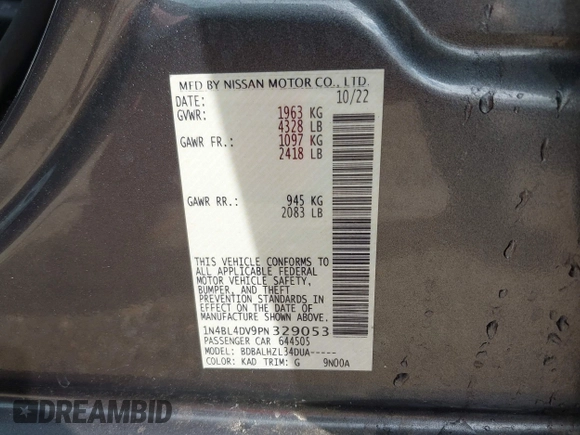 MFD BY NISSAN MOTOR CO., LTD.
DATE: 10/22
GVWR: 1963 KG
4328 LB
GAWR FR.: 1097 KG
2418 LB
GAWR RR.: 945 KG
2083 LB
THIS VEHICLE CONFORMS TO
ALL APPLICABLE FEDERAL
MOTOR VEHICLE SAFETY,
BUMPER, AND THEFT
PREVENTION STANDARDS
IN EFFECT ON THE DATE OF
MANUFACTURE SHOWN ABOVE.
1N4BL4DV9PN329053
PASSENGER CAR 644505
MODEL: BDBALHZL34DUA-----
COLOR: KAD TRIM: G 9N00A
DREAMBID